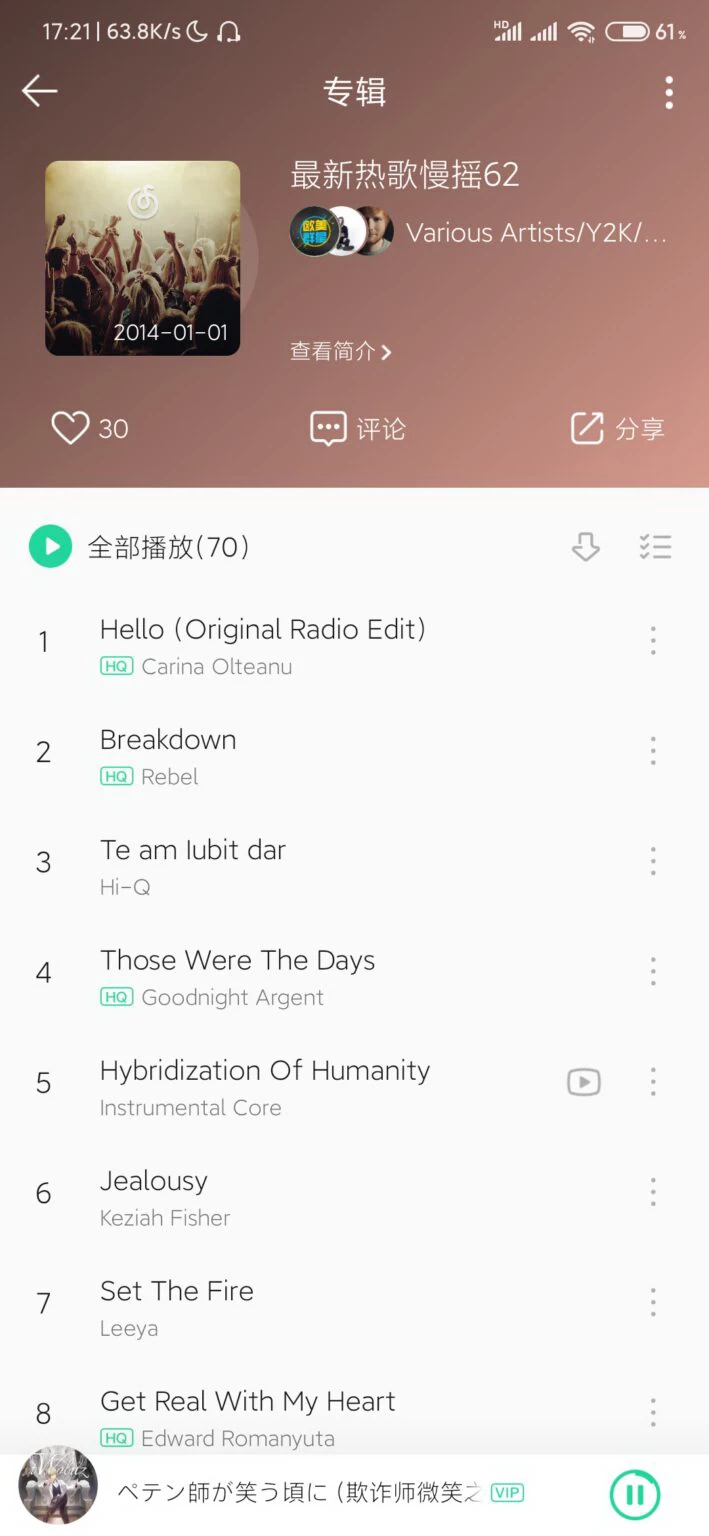 17:21 | 63.8K/s HD 61%
专辑
最新热歌慢摇62
欧美
群星
Various Artists/Y2K/...
2014-01-01
查看简介
30 评论 分享
全部播放(70)
1 Hello (Original Radio Edit)
HQ Carina Olteanu
2 Breakdown
HQ Rebel
3 Te am Iubit dar
Hi-Q
4 Those Were The Days
HQ Goodnight Argent
5 Hybridization Of Humanity
Instrumental Core
6 Jealousy
Keziah Fisher
7 Set The Fire
Leeya
8 Get Real With My Heart
HQ Edward Romanyuta
ペテン師が笑う頃に (欺诈师微笑之 VIP